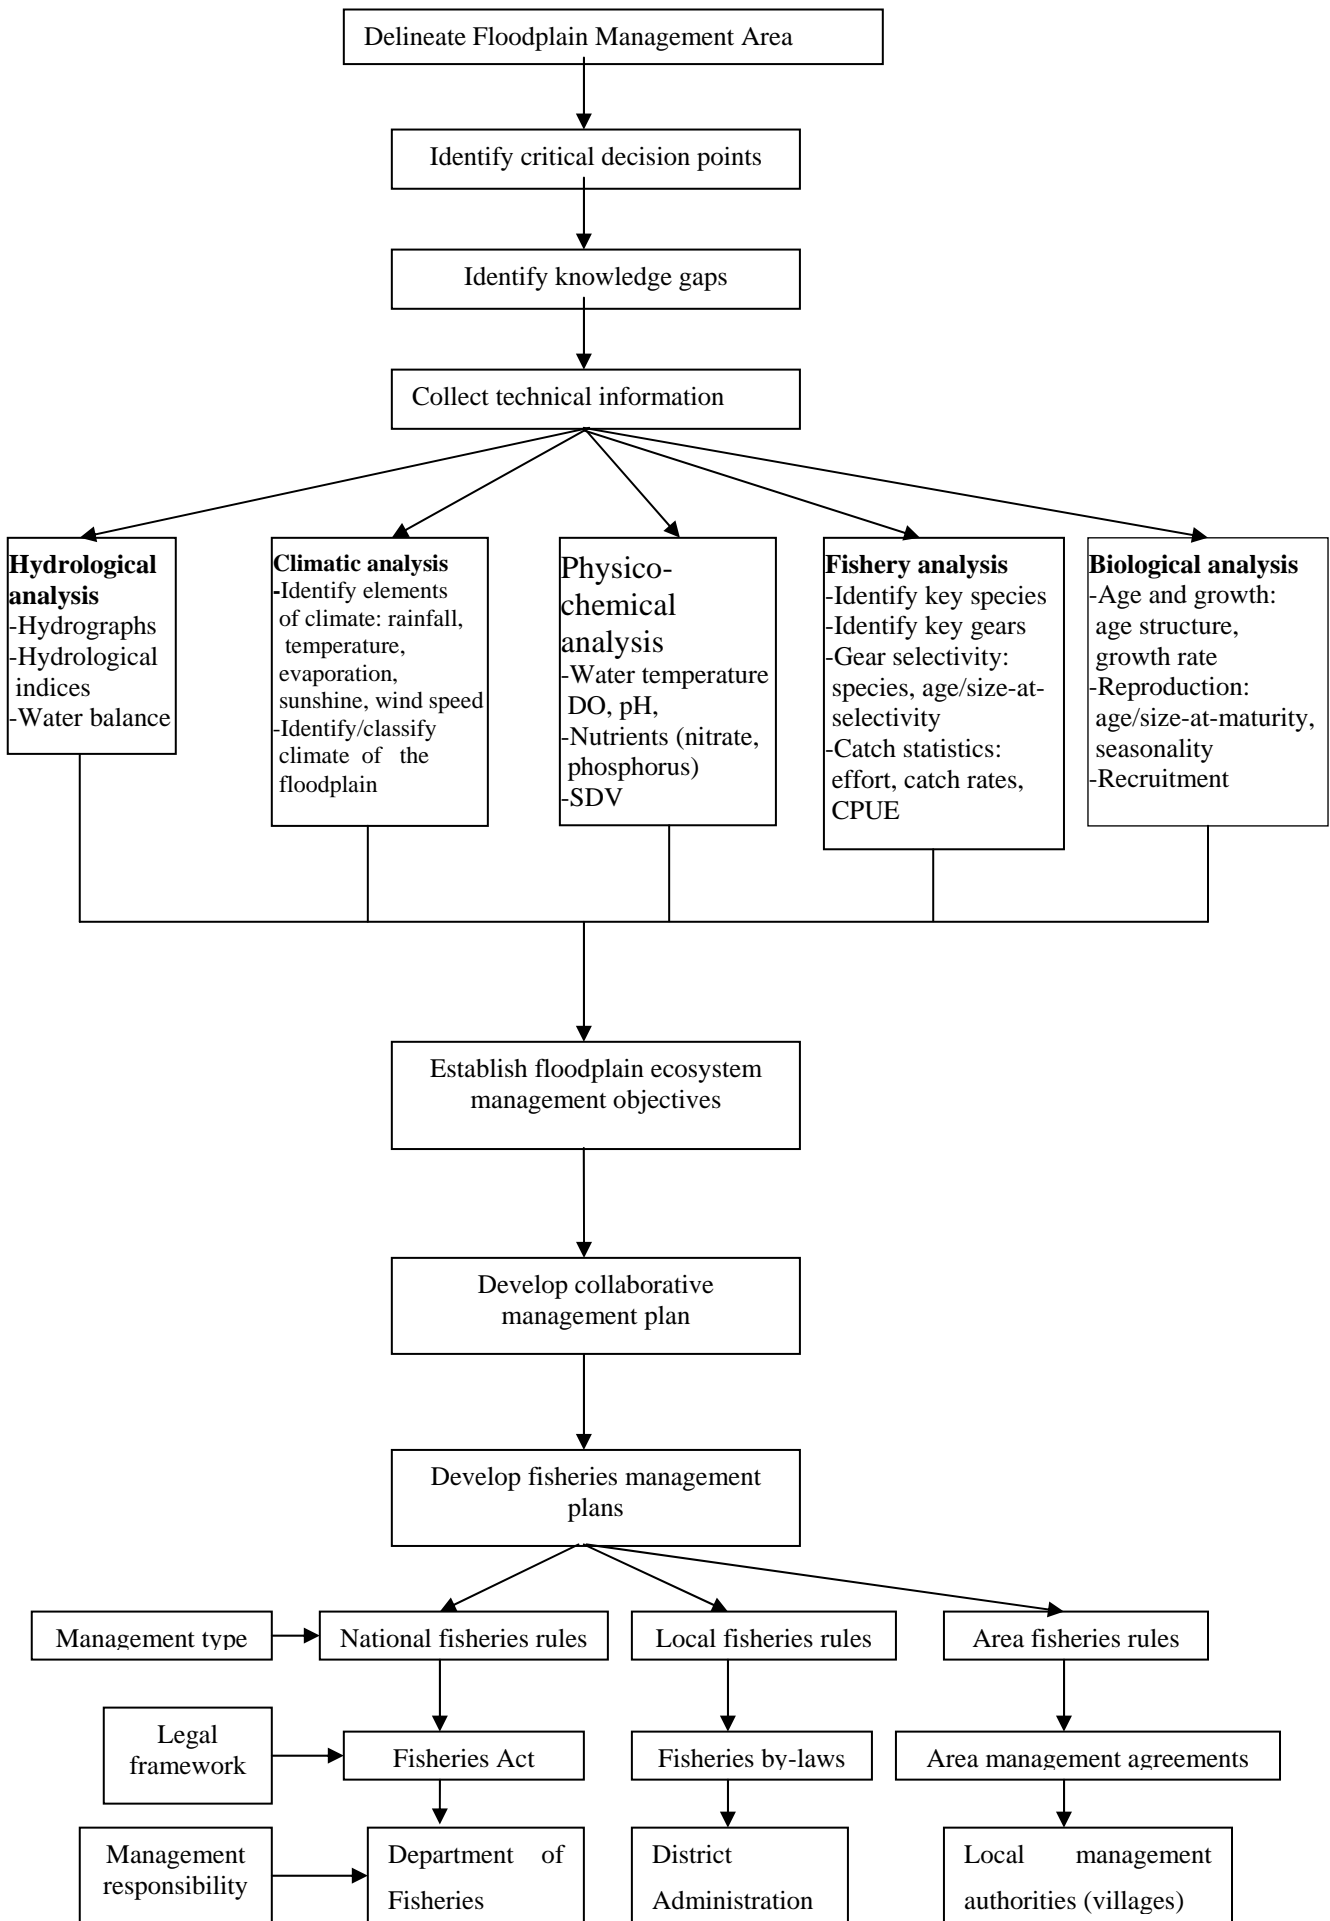 Delineate Floodplain Management Area
Identify critical decision points
Identify knowledge gaps
Collect technical information
Hydrological
analysis
-Hydrographs
-Hydrological
indices
-Water balance
Climatic analysis
-Identify elements
of climate: rainfall,
temperature,
evaporation,
sunshine, wind speed
-Identify/classify
climate of the
floodplain
Physico-
chemical
analysis
-Water temperature
DO, pH,
-Nutrients (nitrate,
phosphorus)
-SDV
Fishery analysis
-Identify key species
-Identify key gears
-Gear selectivity:
species, age/size-at-
selectivity
-Catch statistics:
effort, catch rates,
CPUE
Biological analysis
-Age and growth:
age structure,
growth rate
-Reproduction:
age/size-at-maturity,
seasonality
-Recruitment
Establish floodplain ecosystem
management objectives
Develop collaborative
management plan
Develop fisheries management
plans
Management type
National fisheries rules
Local fisheries rules
Area fisheries rules
Legal
framework
Fisheries Act
Fisheries by-laws
Area management agreements
Management
responsibility
Department of
Fisheries
District
Administration
Local management
authorities (villages)